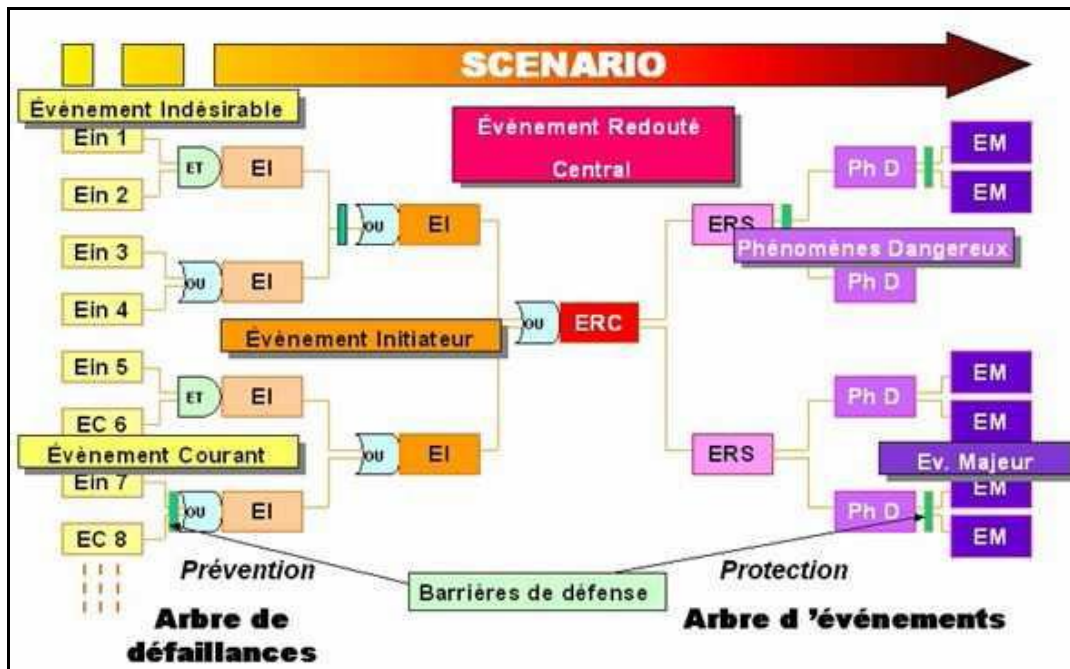 SCENARIO
Évènement Indésirable
Évènement Redouté
Central
Ein 1
Ein 2
ET
EI
Ein 3
Ein 4
OU
EI
OU
EI
Évènement Initiateur
OU
ERC
Ein 5
EC 6
ET
EI
Évènement Courant
Ein 7
EC 8
OU
EI
OU
EI
ERS
Phénomènes Dangereux
Ph D
EM
EM
Ph D
ERS
Ph D
EM
EM
Ev. Majeur
Ph D
EM
EM
Prévention
Barrières de défense
Protection
Arbre de
défaillances
Arbre d 'événements